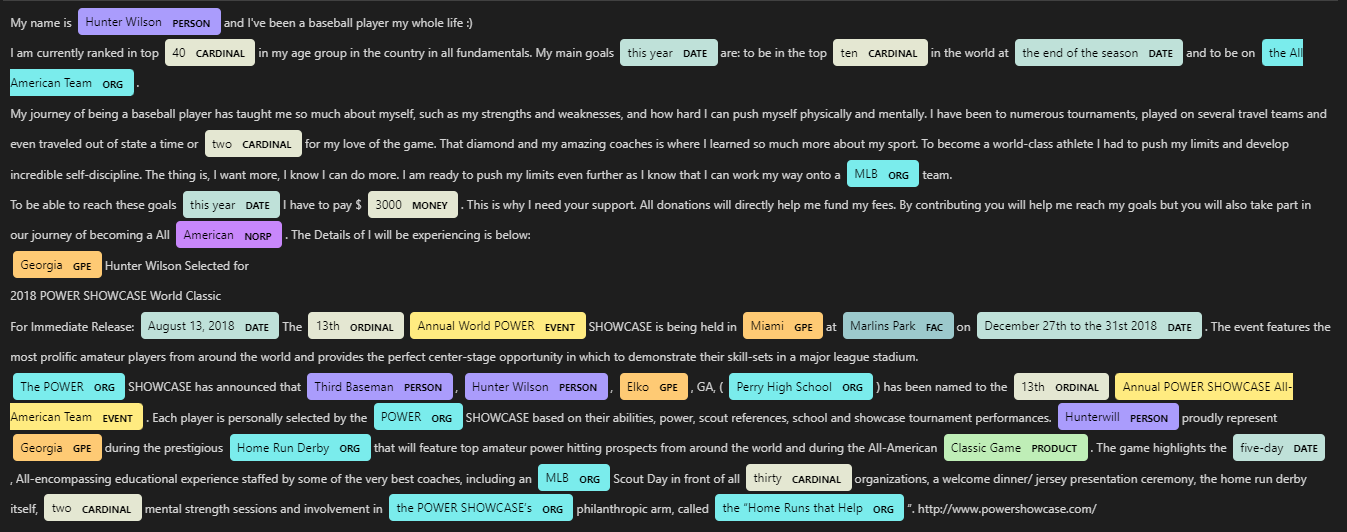 My name is Hunter Wilson PERSON and I've been a baseball player my whole life :)
I am currently ranked in top 40 CARDINAL in my age group in the country in all fundamentals. My main goals this year DATE are: to be in the top ten CARDINAL in the world at the end of the season DATE and to be on the All
American Team ORG .
My journey of being a baseball player has taught me so much about myself, such as my strengths and weaknesses, and how hard I can push myself physically and mentally. I have been to numerous tournaments, played on several travel teams and
even traveled out of state a time or two CARDINAL for my love of the game. That diamond and my amazing coaches is where I learned so much more about my sport. To become a world-class athlete I had to push my limits and develop
incredible self-discipline. The thing is, I want more, I know I can do more. I am ready to push my limits even further as I know that I can work my way onto a MLB ORG team.
To be able to reach these goals this year DATE I have to pay $ 3000 MONEY . This is why I need your support. All donations will directly help me fund my fees. By contributing you will help me reach my goals but you will also take part in
our journey of becoming a All American NORP . The Details of I will be experiencing is below:
Georgia GPE Hunter Wilson Selected for
2018 POWER SHOWCASE World Classic
For Immediate Release: August 13, 2018 DATE The 13th ORDINAL Annual World POWER EVENT SHOWCASE is being held in Miami GPE at Marlins Park FAC on December 27th to the 31st 2018 DATE . The event features the
most prolific amateur players from around the world and provides the perfect center-stage opportunity in which to demonstrate their skill-sets in a major league stadium.
The POWER ORG SHOWCASE has announced that Third Baseman PERSON , Hunter Wilson PERSON , Elko GPE , GA, ( Perry High School ORG ) has been named to the 13th ORDINAL Annual POWER SHOWCASE All-
American Team EVENT . Each player is personally selected by the POWER ORG SHOWCASE based on their abilities, power, scout references, school and showcase tournament performances. Hunterwill PERSON proudly represent
Georgia GPE during the prestigious Home Run Derby ORG that will feature top amateur power hitting prospects from around the world and during the All-American Classic Game PRODUCT . The game highlights the five-day DATE
, All-encompassing educational experience staffed by some of the very best coaches, including an MLB ORG Scout Day in front of all thirty CARDINAL organizations, a welcome dinner/ jersey presentation ceremony, the home run derby
itself, two CARDINAL mental strength sessions and involvement in the POWER SHOWCASE's ORG philanthropic arm, called the “Home Runs that Help ORG ”. http://www.powershowcase.com/